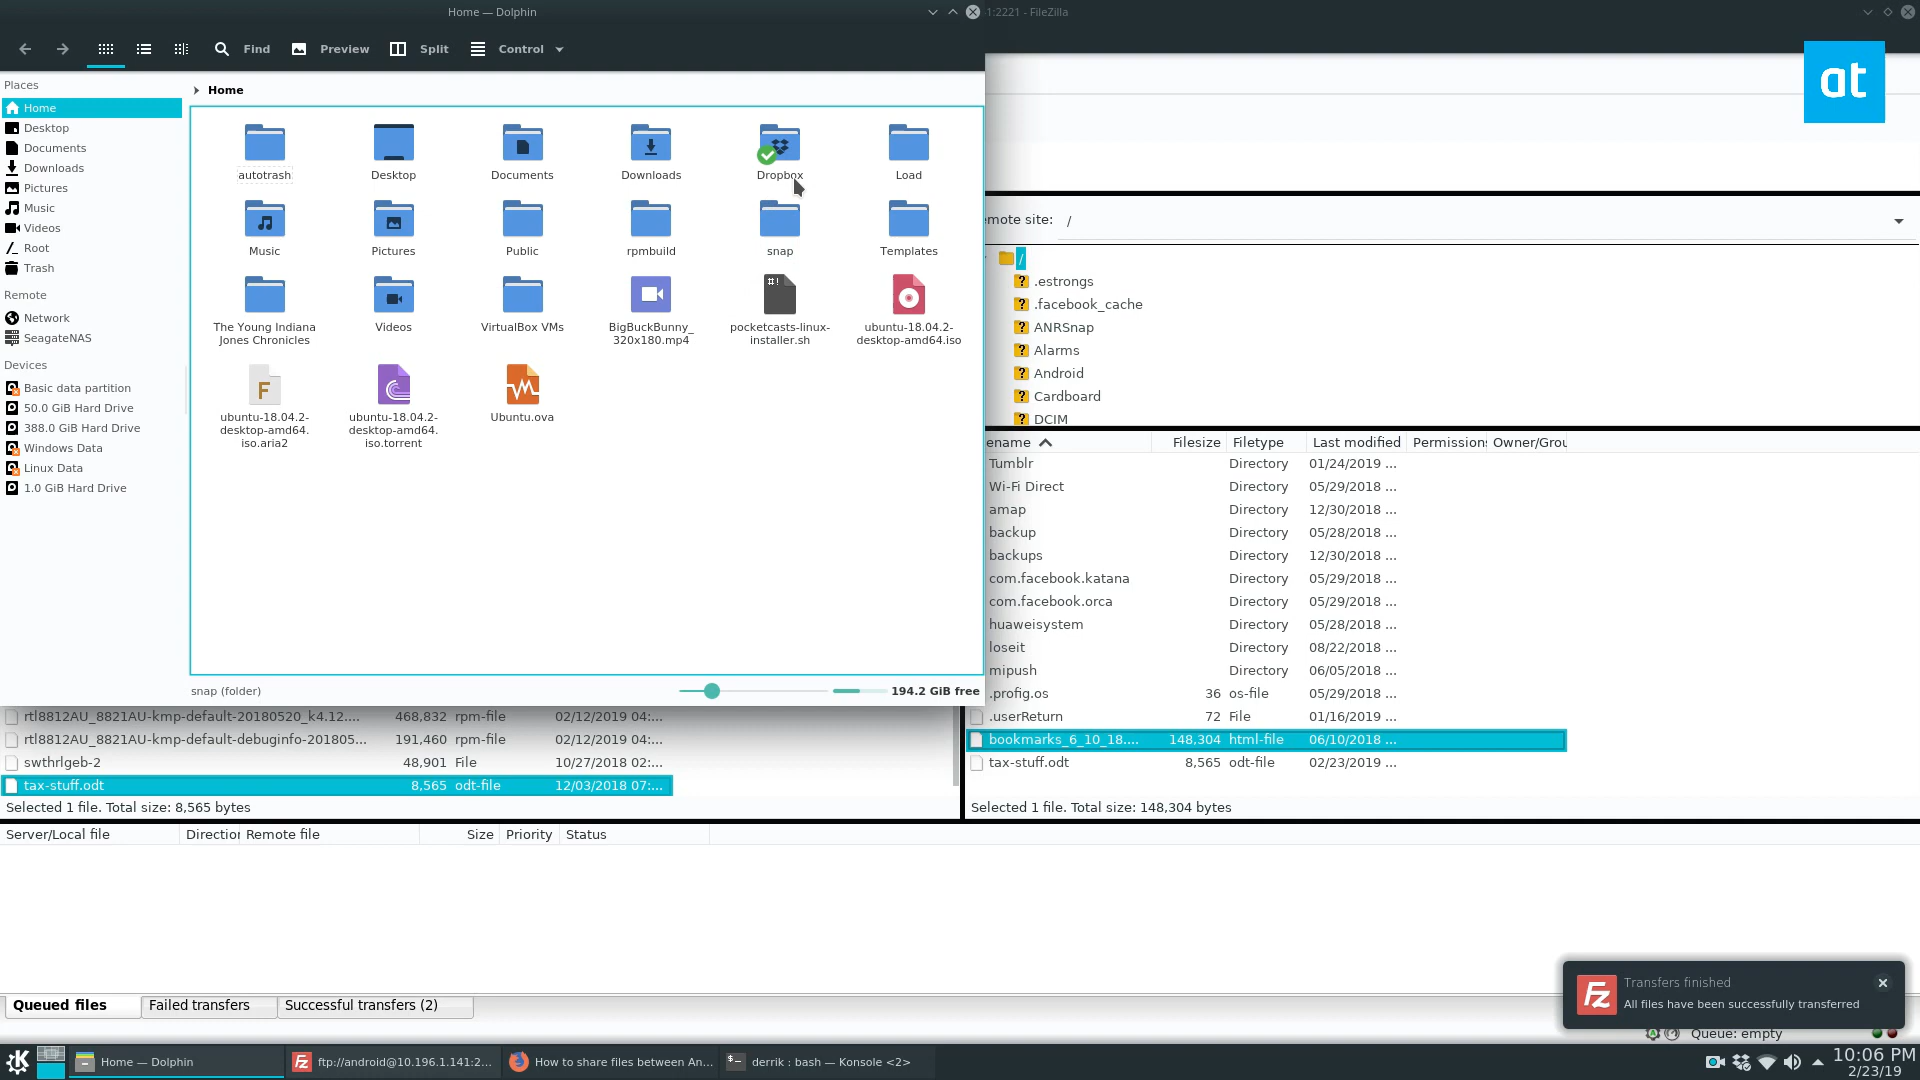 Home — Dolphin
1:2221 - FileZilla
Find
Preview
Split
Control
at
Places
Home
Desktop
Documents
Downloads
Pictures
Music
Videos
Root
Trash
Remote
Network
SeagateNAS
Devices
Basic data partition
50.0 GiB Hard Drive
388.0 GiB Hard Drive
Windows Data
Linux Data
1.0 GiB Hard Drive
Home
autotrash
Desktop
Documents
Downloads
Dropbox
Load
Music
Pictures
Public
rpmbuild
snap
Templates
The Young Indiana
Jones Chronicles
Videos
VirtualBox VMs
BigBuckBunny_
320x180.mp4
#!
pocketcasts-linux-
installer.sh
ubuntu-18.04.2-
desktop-amd64.iso
F
ubuntu-18.04.2-
desktop-amd64.
iso.aria2
ubuntu-18.04.2-
desktop-amd64.
iso.torrent
Ubuntu.ova
snap (folder)
194.2 GiB free
emote site: /
/
? .estrongs
? .facebook_cache
? ANRSnap
? Alarms
? Android
? Cardboard
? DCIM
ename Filesize Filetype Last modified Permissions Owner/Grou
Tumblr Directory 01/24/2019 ...
Wi-Fi Direct Directory 05/29/2018 ...
amap Directory 12/30/2018 ...
backup Directory 05/28/2018 ...
backups Directory 12/30/2018 ...
com.facebook.katana Directory 05/29/2018 ...
com.facebook.orca Directory 05/29/2018 ...
huaweisystem Directory 05/28/2018 ...
loseit Directory 08/22/2018 ...
mipush Directory 06/05/2018 ...
.profig.os 36 os-file 05/29/2018 ...
.userReturn 72 File 01/16/2019 ...
bookmarks_6_10_18.... 148,304 html-file 06/10/2018 ...
tax-stuff.odt 8,565 odt-file 02/23/2019 ...
Selected 1 file. Total size: 148,304 bytes
rtl8812AU_8821AU-kmp-default-20180520_k4.12.... 468,832 rpm-file 02/12/2019 04:...
rtl8812AU_8821AU-kmp-default-debuginfo-201805... 191,460 rpm-file 02/12/2019 04:...
swthrlgeb-2 48,901 File 10/27/2018 02:...
tax-stuff.odt 8,565 odt-file 12/03/2018 07:...
Selected 1 file. Total size: 8,565 bytes
Server/Local file Direction Remote file Size Priority Status
Queued files
Failed transfers
Successful transfers (2)
Fz
Transfers finished
All files have been successfully transferred
Queue: empty
Home — Dolphin
Fz
ftp://android@10.196.1.141:2...
How to share files between An...
derrik : bash — Konsole <2>
10:06 PM
2/23/19